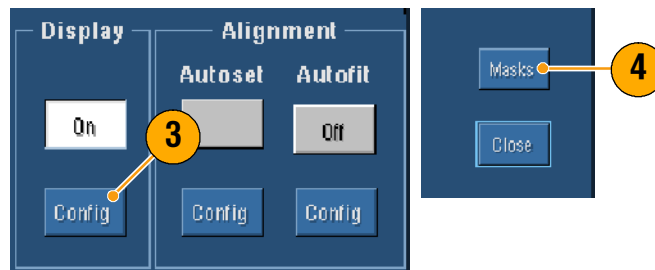 Display
Alignment
Autoset
Autofit
On
3
Off
Config
Config
Config
Masks
4
Close